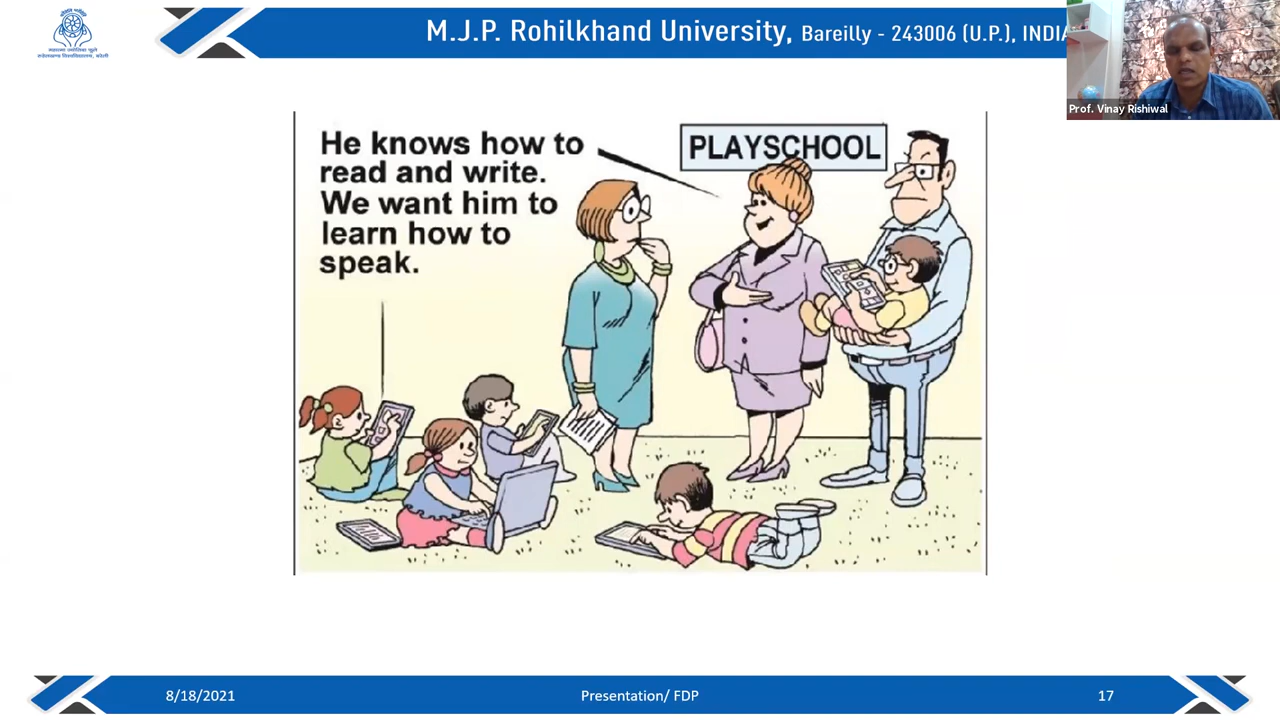 M.J.P. Rohilkhand University, Bareilly - 243006 (U.P.), INDIA
Prof. Vinay Rishiwal
He knows how to
read and write.
We want him to
learn how to
speak.
PLAYSCHOOL
8/18/2021
Presentation/ FDP
17